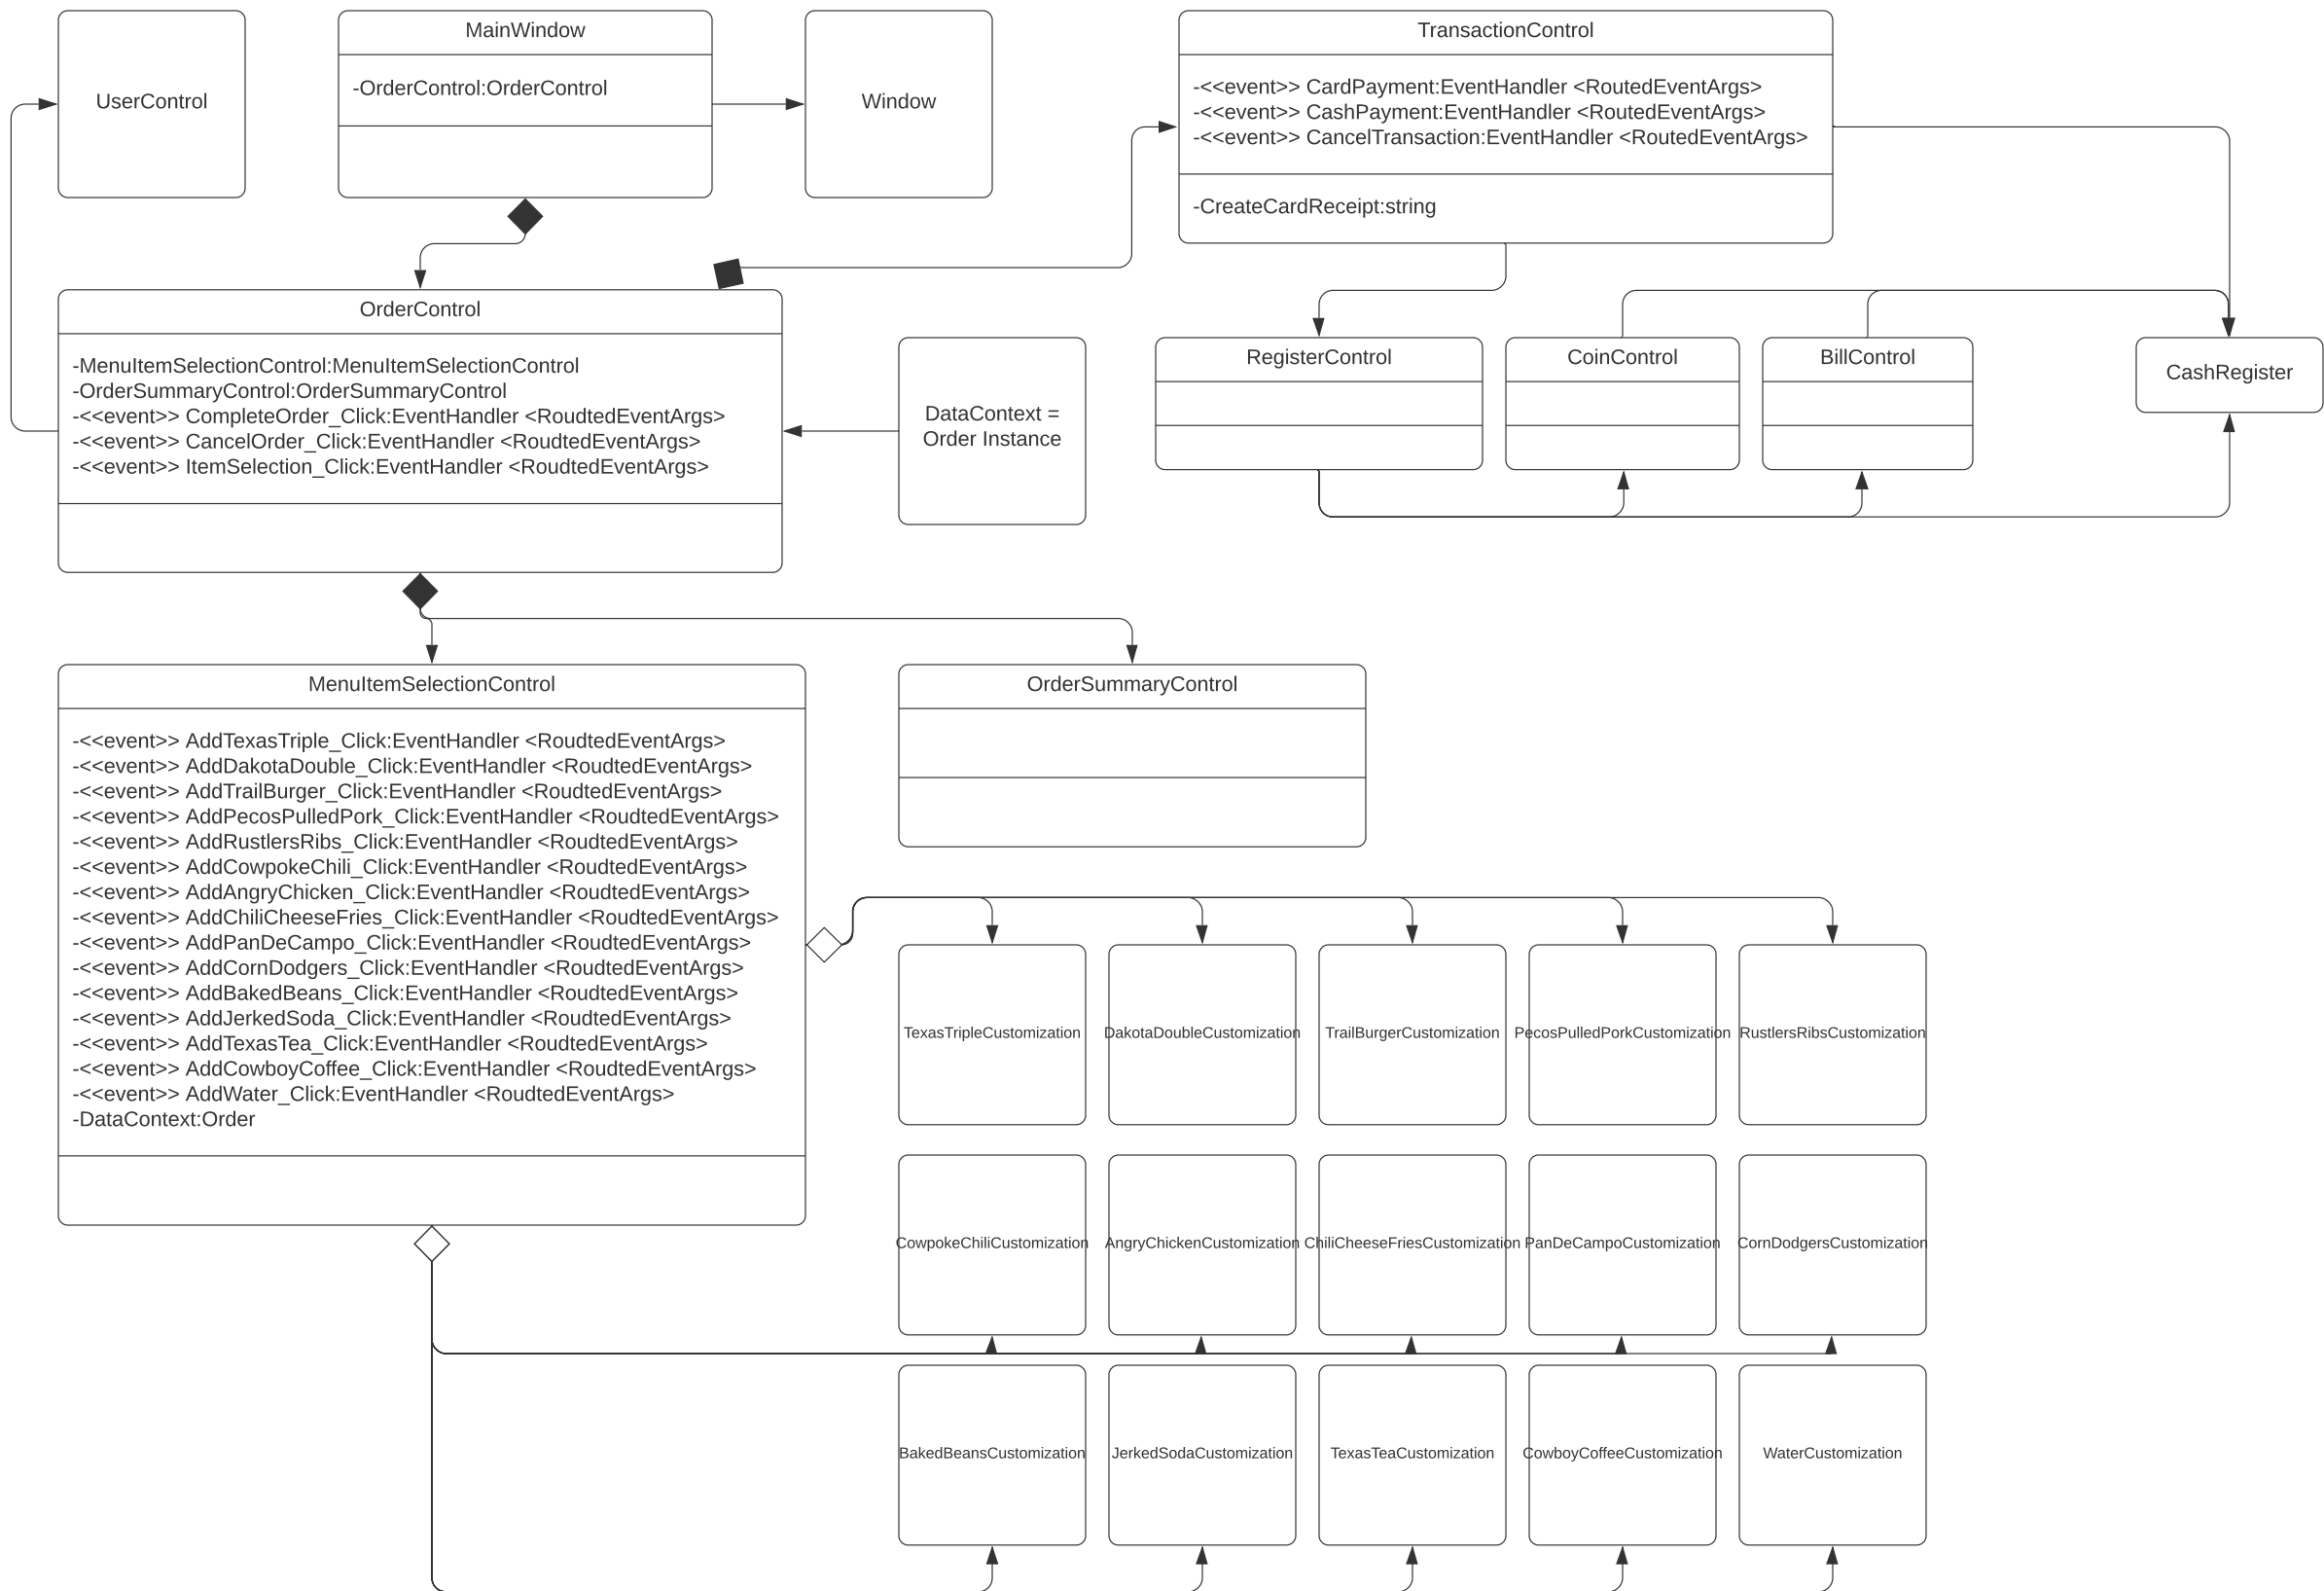 UserControl
MainWindow
-OrderControl:OrderControl
Window
TransactionControl
-<<event>> CardPayment:EventHandler <RoutedEventArgs>
-<<event>> CashPayment:EventHandler <RoutedEventArgs>
-<<event>> CancelTransaction:EventHandler <RoutedEventArgs>
-CreateCardReceipt:string
OrderControl
-MenuItemSelectionControl:MenuItemSelectionControl
-OrderSummaryControl:OrderSummaryControl
-<<event>> CompleteOrder_Click:EventHandler <RoudtedEventArgs>
-<<event>> CancelOrder_Click:EventHandler <RoudtedEventArgs>
-<<event>> ItemSelection_Click:EventHandler <RoudtedEventArgs>
DataContext =
Order Instance
RegisterControl
CoinControl
BillControl
CashRegister
MenuItemSelectionControl
-<<event>> AddTexasTriple_Click:EventHandler <RoudtedEventArgs>
-<<event>> AddDakotaDouble_Click:EventHandler <RoudtedEventArgs>
-<<event>> AddTrailBurger_Click:EventHandler <RoudtedEventArgs>
-<<event>> AddPecosPulledPork_Click:EventHandler <RoudtedEventArgs>
-<<event>> AddRustlersRibs_Click:EventHandler <RoudtedEventArgs>
-<<event>> AddCowpokeChili_Click:EventHandler <RoudtedEventArgs>
-<<event>> AddAngryChicken_Click:EventHandler <RoudtedEventArgs>
-<<event>> AddChiliCheeseFries_Click:EventHandler <RoudtedEventArgs>
-<<event>> AddPanDeCampo_Click:EventHandler <RoudtedEventArgs>
-<<event>> AddCornDodgers_Click:EventHandler <RoudtedEventArgs>
-<<event>> AddBakedBeans_Click:EventHandler <RoudtedEventArgs>
-<<event>> AddJerkedSoda_Click:EventHandler <RoudtedEventArgs>
-<<event>> AddTexasTea_Click:EventHandler <RoudtedEventArgs>
-<<event>> AddCowboyCoffee_Click:EventHandler <RoudtedEventArgs>
-<<event>> AddWater_Click:EventHandler <RoudtedEventArgs>
-DataContext:Order
OrderSummaryControl
TexasTripleCustomization
DakotaDoubleCustomization
TrailBurgerCustomization
PecosPulledPorkCustomization
RustlersRibsCustomization
CowpokeChiliCustomization
AngryChickenCustomization
ChiliCheeseFriesCustomization
PanDeCampoCustomization
CornDodgersCustomization
BakedBeansCustomization
JerkedSodaCustomization
TexasTeaCustomization
CowboyCoffeeCustomization
WaterCustomization